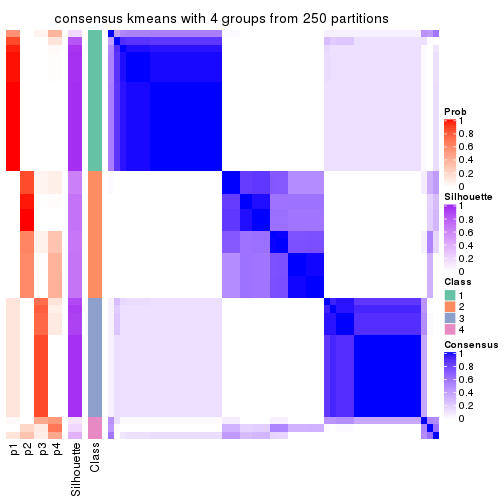 consensus kmeans with 4 groups from 250 partitions
Prob
1
0.8
0.6
0.4
0.2
0
Silhouette
1
0.8
0.6
0.4
0.2
0
Class
1
2
3
4
Consensus
1
0.8
0.6
0.4
0.2
0
p1
p2
p3
p4
Silhouette
Class